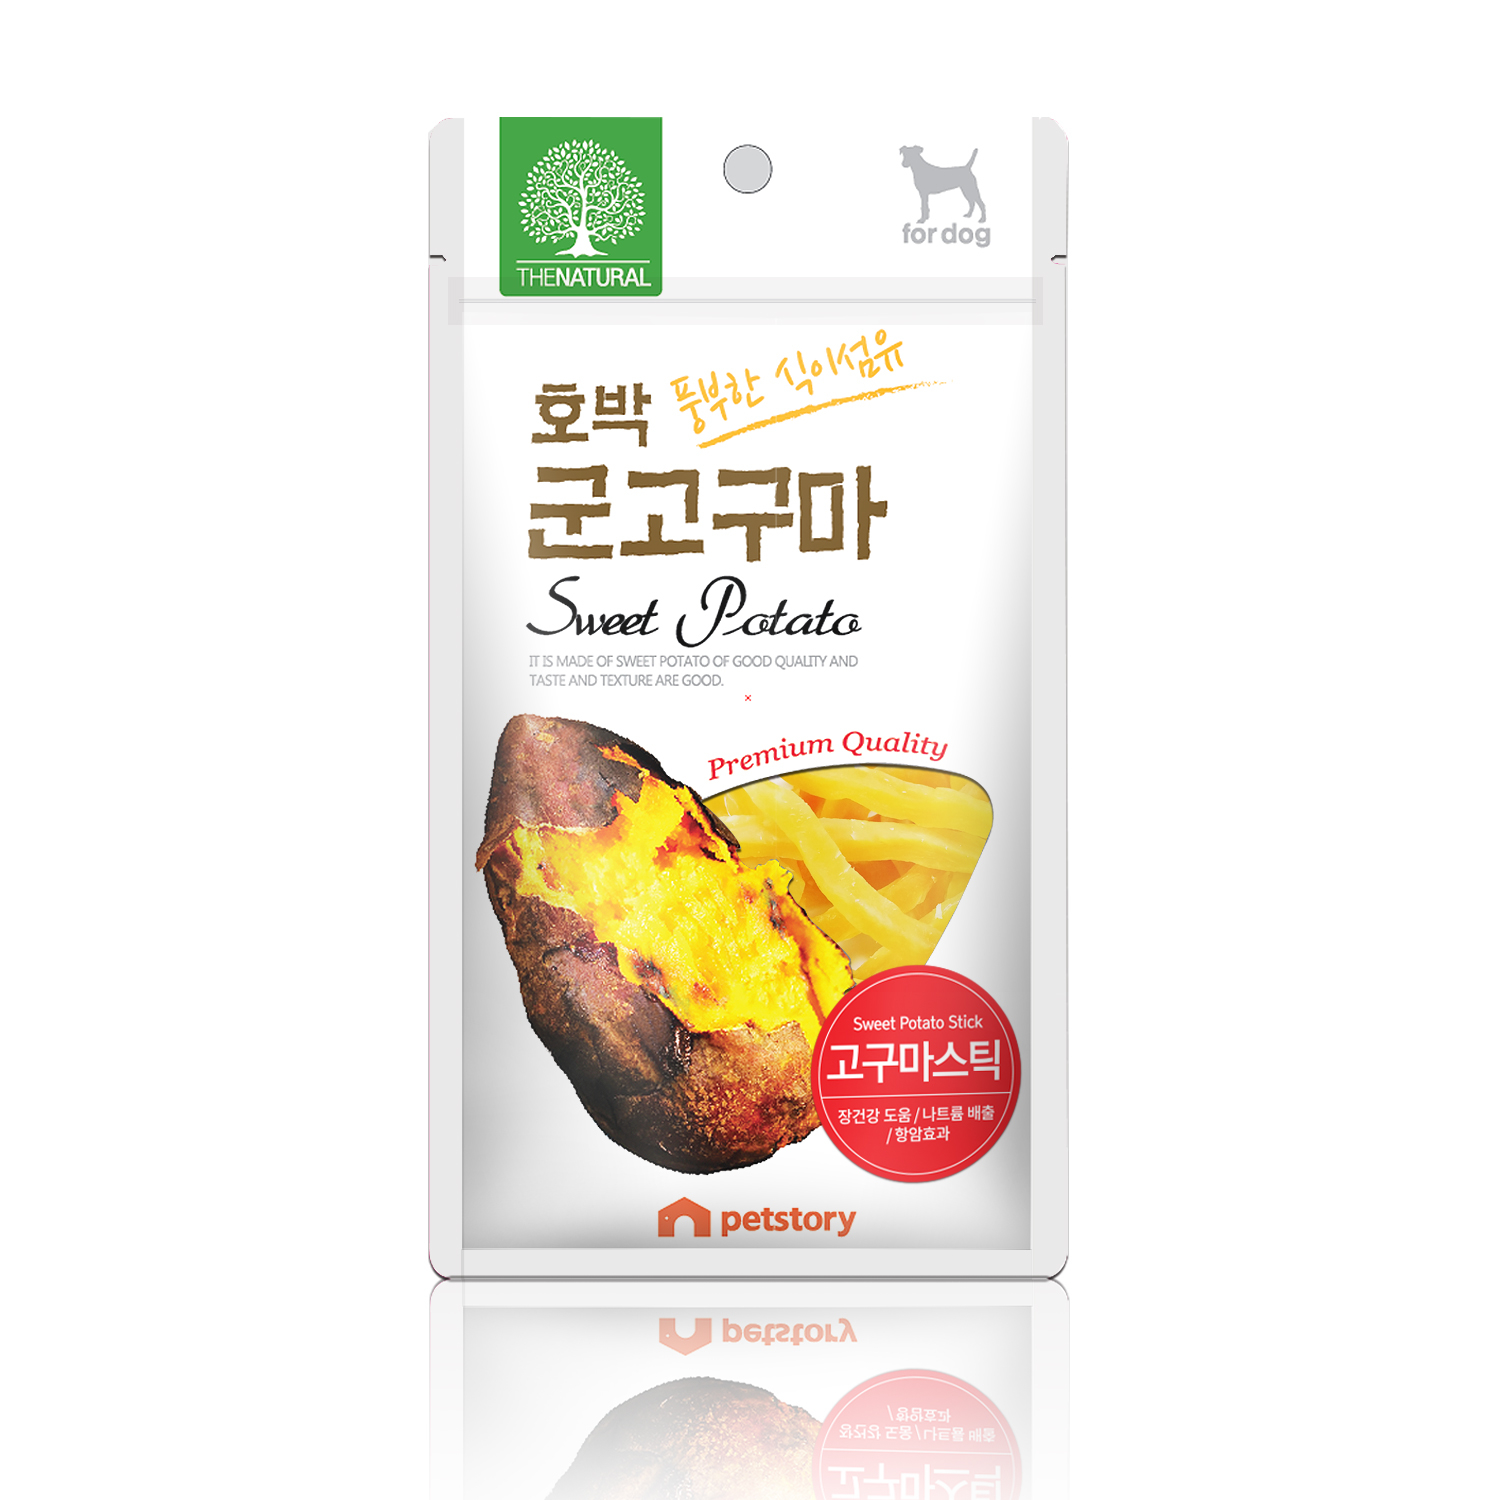 THENATURAL
for dog
풍부한 식이섬유
호박
군고구마
Sweet Potato
IT IS MADE OF SWEET POTATO OF GOOD QUALITY AND
TASTE AND TEXTURE ARE GOOD.
Premium Quality
Sweet Potato Stick
고구마스틱
장건강 도움/나트륨 배출
/항암효과
petstory